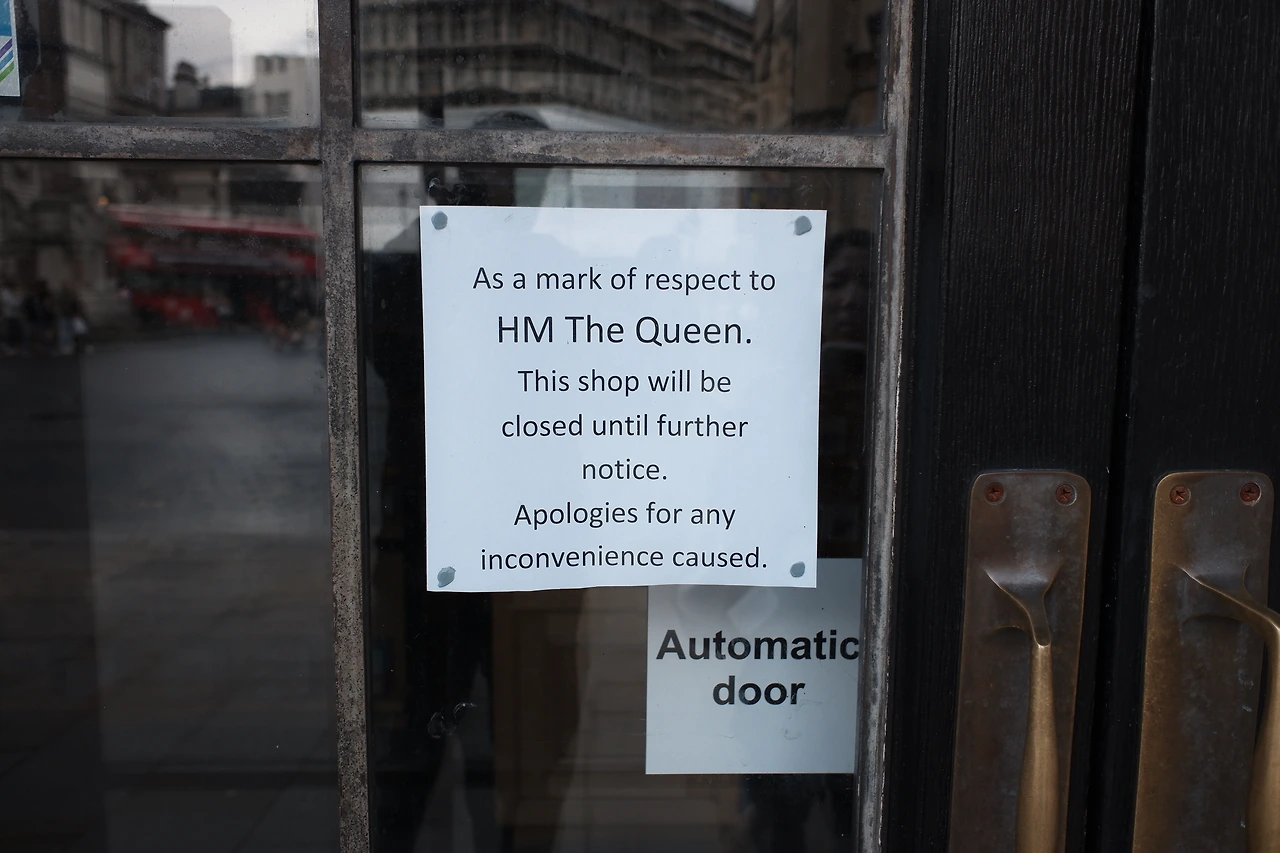 As a mark of respect to
HM The Queen.
This shop will be
closed until further
notice.
Apologies for any
inconvenience caused.
Automatic
door